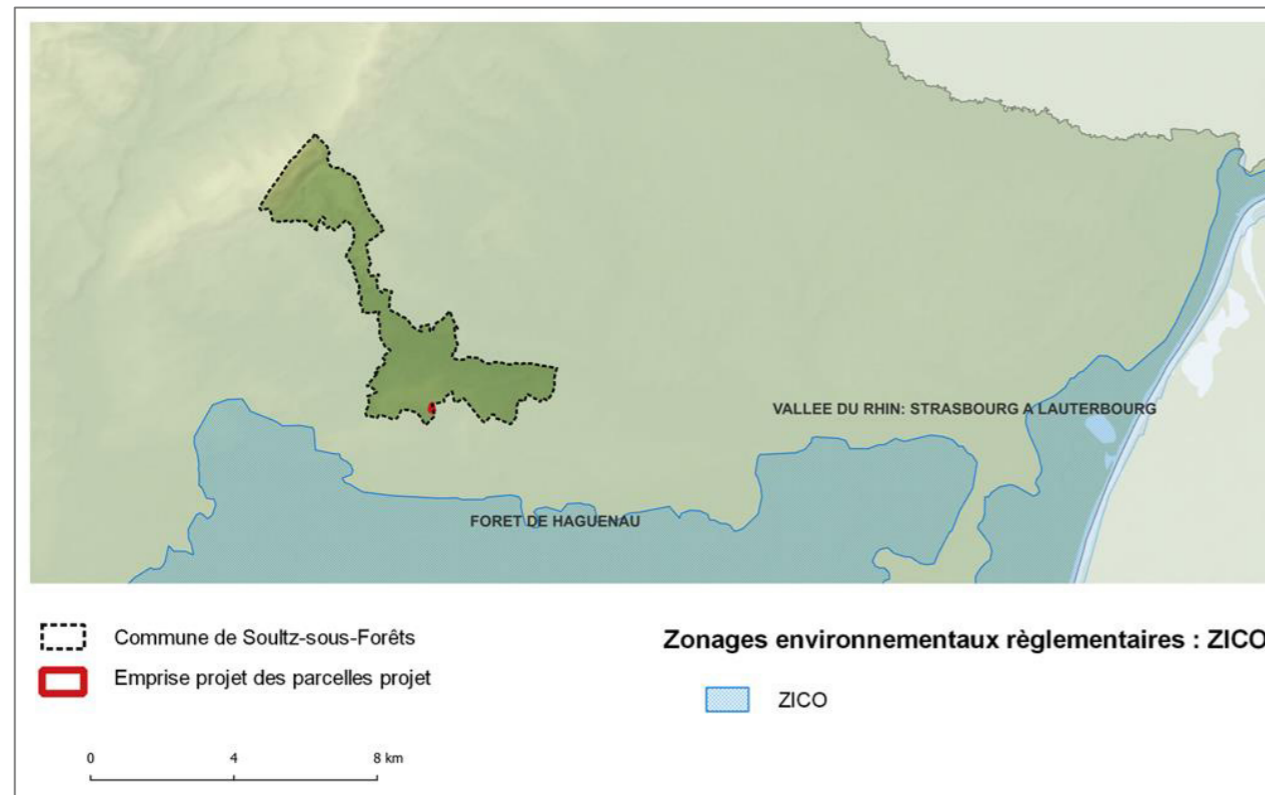 VALLEE DU RHIN: STRASBOURG A LAUTERBOURG
FORET DE HAGUENAU
Commune de Soultz-sous-Forêts
Emprise projet des parcelles projet
0 4 8 km
Zonages environnementaux règlementaires : ZICO
ZICO